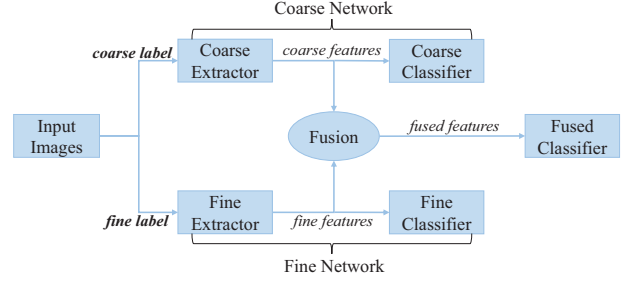 Coarse Network
coarse label
Coarse
Extractor
coarse features
Coarse
Classifier
Input
Images
Fusion
fused features
Fused
Classifier
fine label
Fine
Extractor
fine features
Fine
Classifier
Fine Network